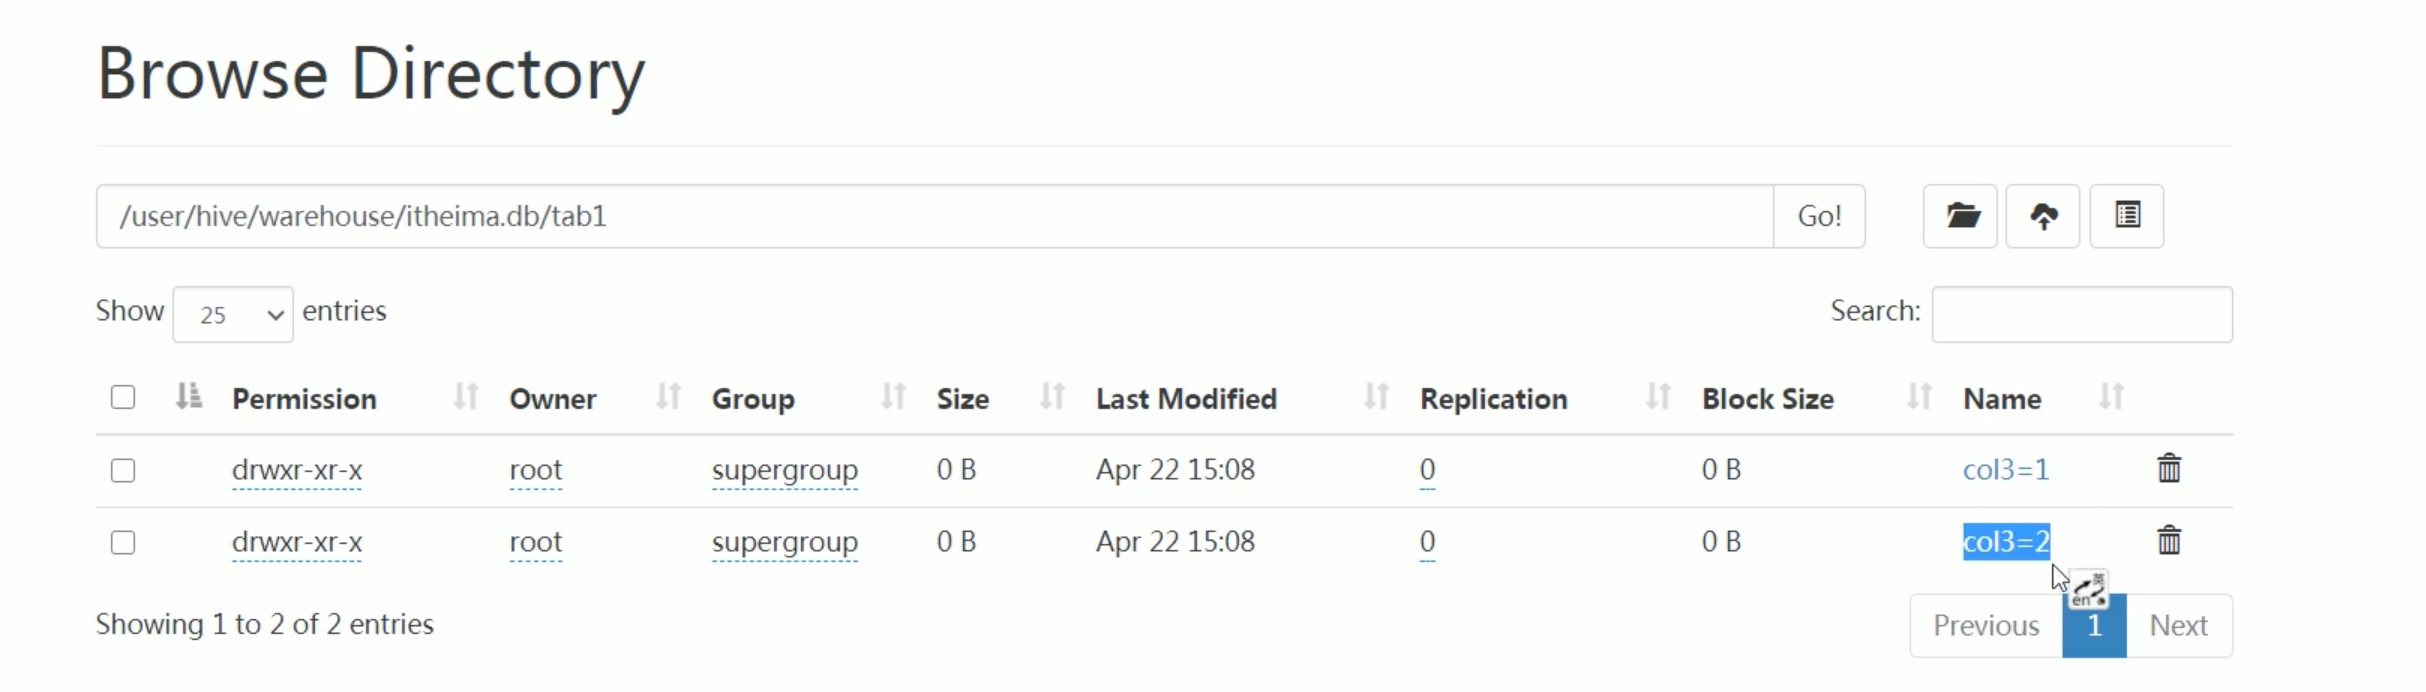 Browse Directory
/user/hive/warehouse/itheima.db/tab1 Go!
Show 25 entries Search:
Permission Owner Group Size Last Modified Replication Block Size Name
drwxr-xr-x root supergroup 0 B Apr 22 15:08 0 0 B col3=1
drwxr-xr-x root supergroup 0 B Apr 22 15:08 0 0 B col3=2
英
en
Showing 1 to 2 of 2 entries Previous 1 Next